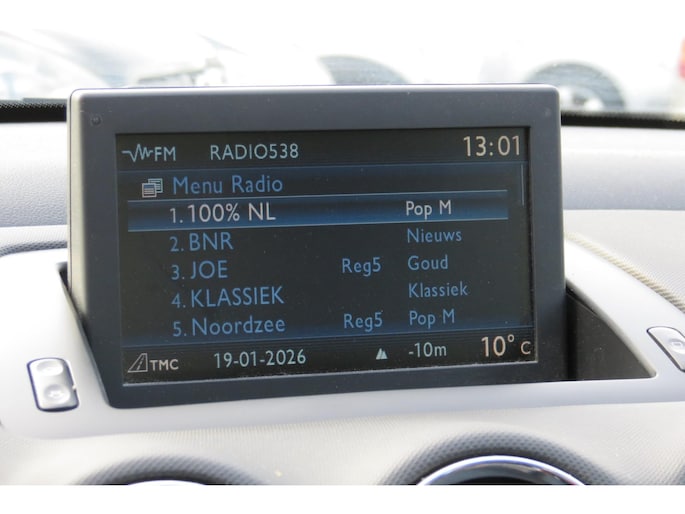 FM RADIO538 13:01
Menu Radio
1. 100% NL Pop M
2. BNR Nieuws
3. JOE Reg5 Goud
4. KLASSIEK Klassiek
5. Noordzee Reg5 Pop M
TMC 19-01-2026 -10m 10° C